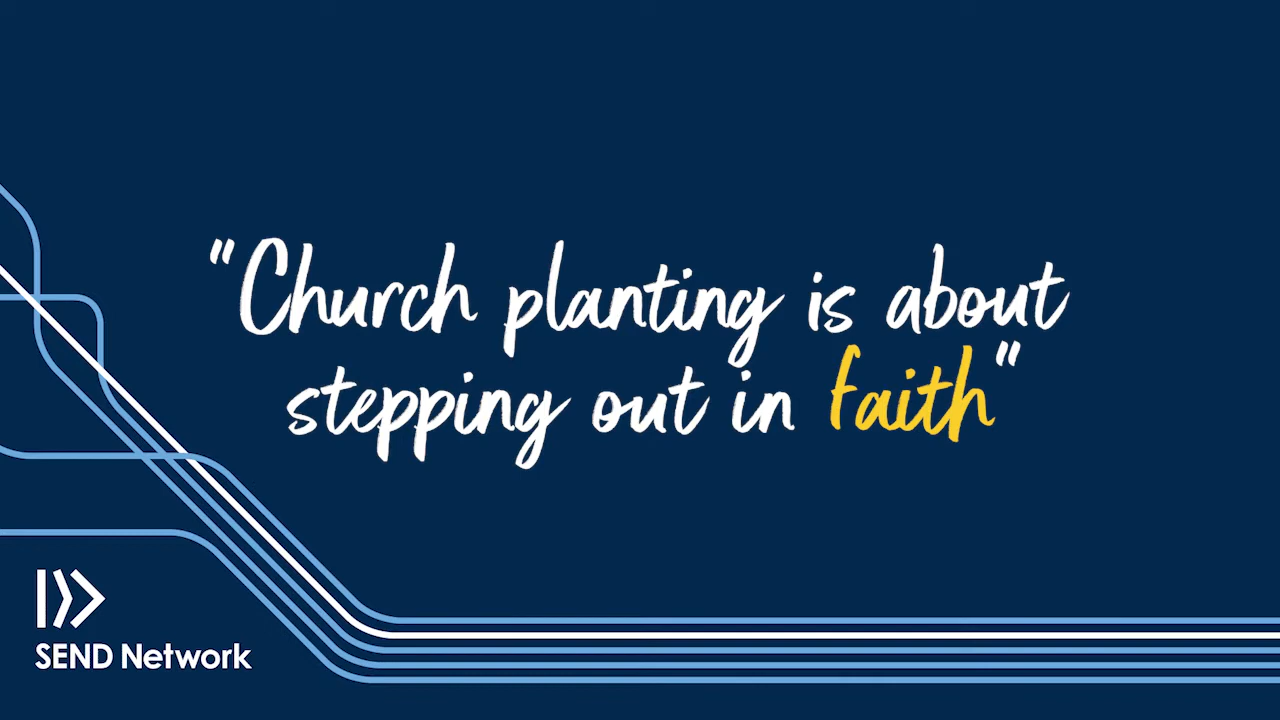 "Church planting is about
stepping out in faith"
SEND Network